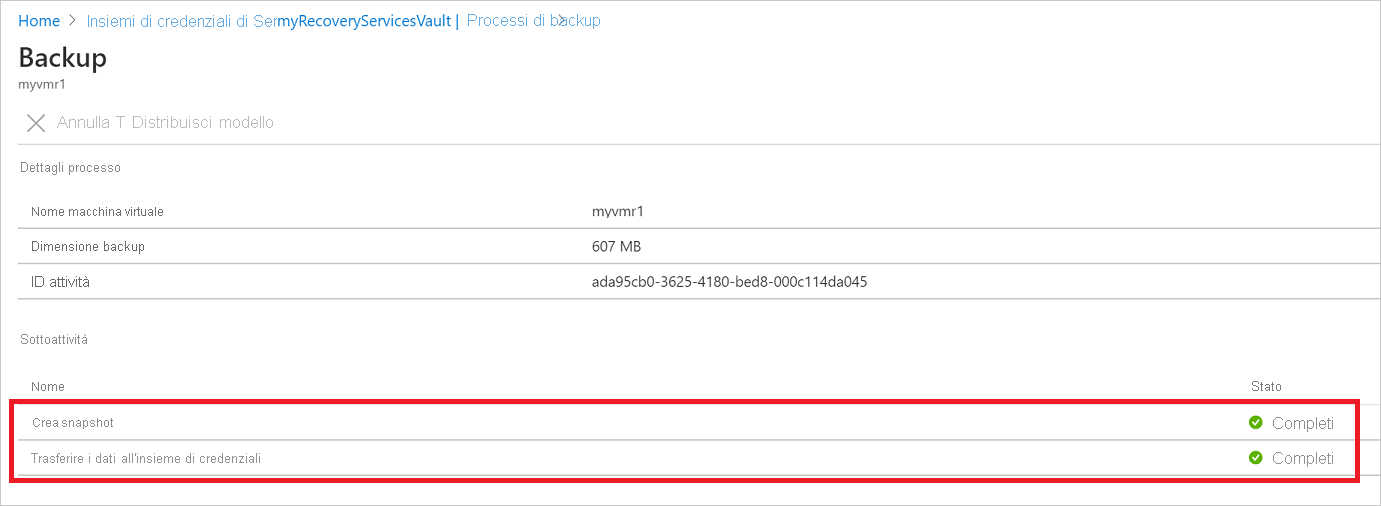 Home > Insiemi di credenziali di SermyRecoveryServicesVault | Processi di backup
Backup
myvmr1
Annulla T Distribuisci modello
Dettagli processo
Nome macchina virtuale myvmr1
Dimensione backup 607 MB
ID attività ada95cb0-3625-4180-bed8-000c114da045
Sottoattività
Nome Stato
Crea snapshot Completi
Trasferire i dati all'insieme di credenziali Completi